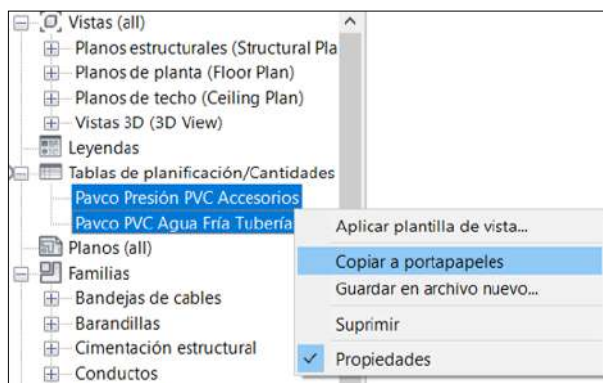 Vistas (all)
Planos estructurales (Structural Pla
Planos de planta (Floor Plan)
Planos de techo (Ceiling Plan)
Vistas 3D (3D View)
Leyendas
Tablas de planificación/Cantidades
Pavco Presión PVC Accesorios
Pavco PVC Agua Fría Tubería
Planos (all)
Familias
Bandejas de cables
Barandillas
Cimentación estructural
Conductos
Aplicar plantilla de vista...
Copiar a portapapeles
Guardar en archivo nuevo...
Suprimir
Propiedades